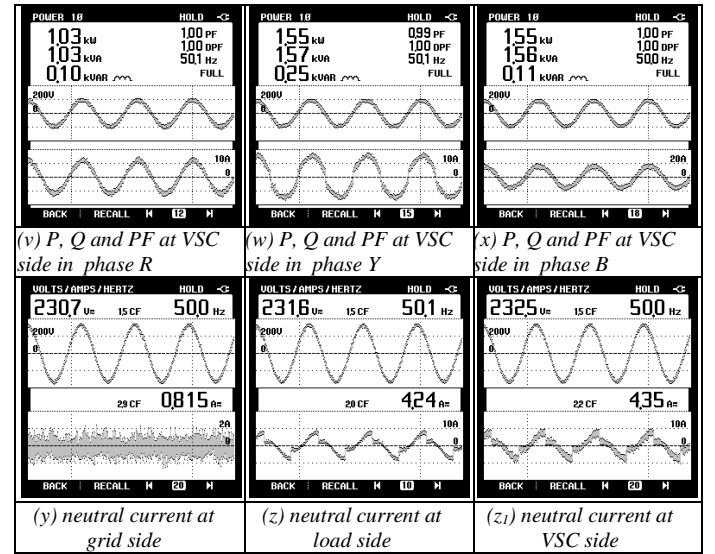 POWER 1Ø HOLD
1,03 kW 1,00 PF
1,03 kVA 1,00 DPF
0,10 kVAR 50,1 Hz
FULL
200V
0
10A
0
BACK RECALL 12
(v) P, Q and PF at VSC
side in phase R
POWER 1Ø HOLD
1,55 kW 0,99 PF
1,57 kVA 1,00 DPF
0,25 kVAR 50,1 Hz
FULL
200V
0
10A
0
BACK RECALL 15
(w) P, Q and PF at VSC
side in phase Y
POWER 1Ø HOLD
1,55 kW 1,00 PF
1,56 kVA 1,00 DPF
0,11 kVAR 50,0 Hz
FULL
200V
0
20A
0
BACK RECALL 18
(x) P, Q and PF at VSC
side in phase B
VOLTS/AMPS/HERTZ HOLD
230,7 V≂ 1,5 CF 50,0 Hz
200V
0
2,9 CF 0,815 A≂
2A
0
BACK RECALL 20
(y) neutral current at
grid side
VOLTS/AMPS/HERTZ HOLD
231,6 V≂ 1,5 CF 50,1 Hz
200V
0
2,0 CF 4,24 A≂
10A
0
BACK RECALL 10
(z) neutral current at
load side
VOLTS/AMPS/HERTZ HOLD
232,5 V≂ 1,5 CF 50,0 Hz
200V
0
2,2 CF 4,35 A≂
10A
0
BACK RECALL 20
(z₁) neutral current at
VSC side